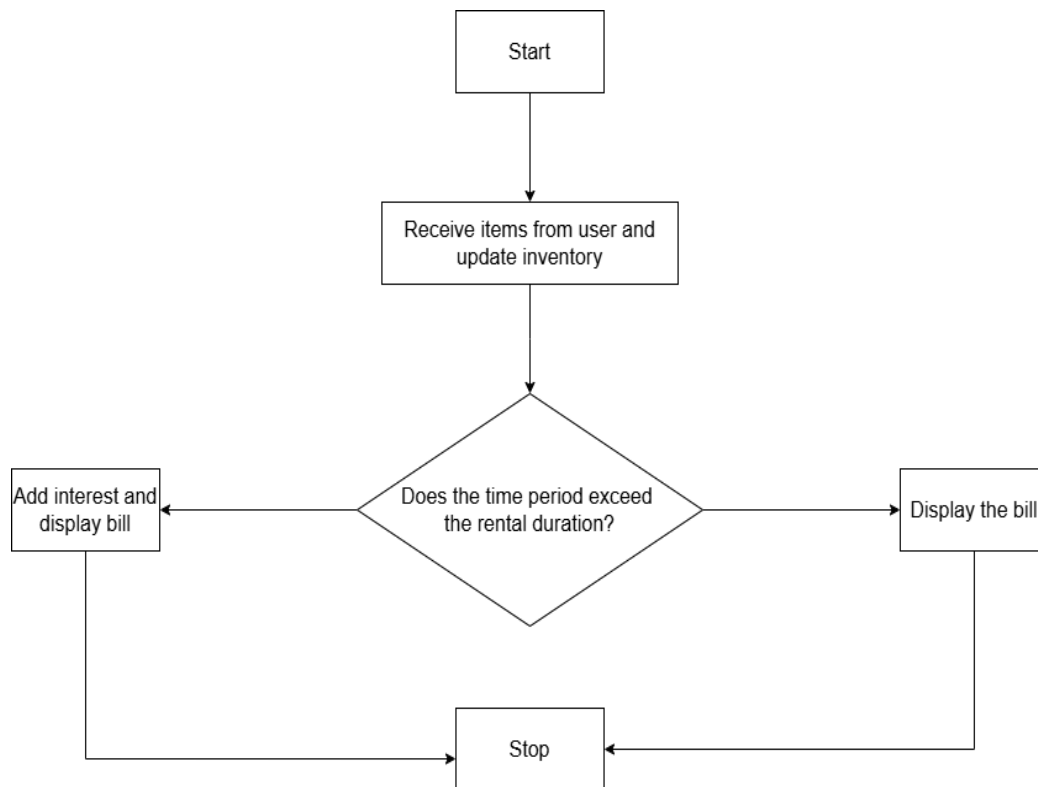 Start
Receive items from user and
update inventory
Does the time period exceed
the rental duration?
Add interest and
display bill
Display the bill
Stop